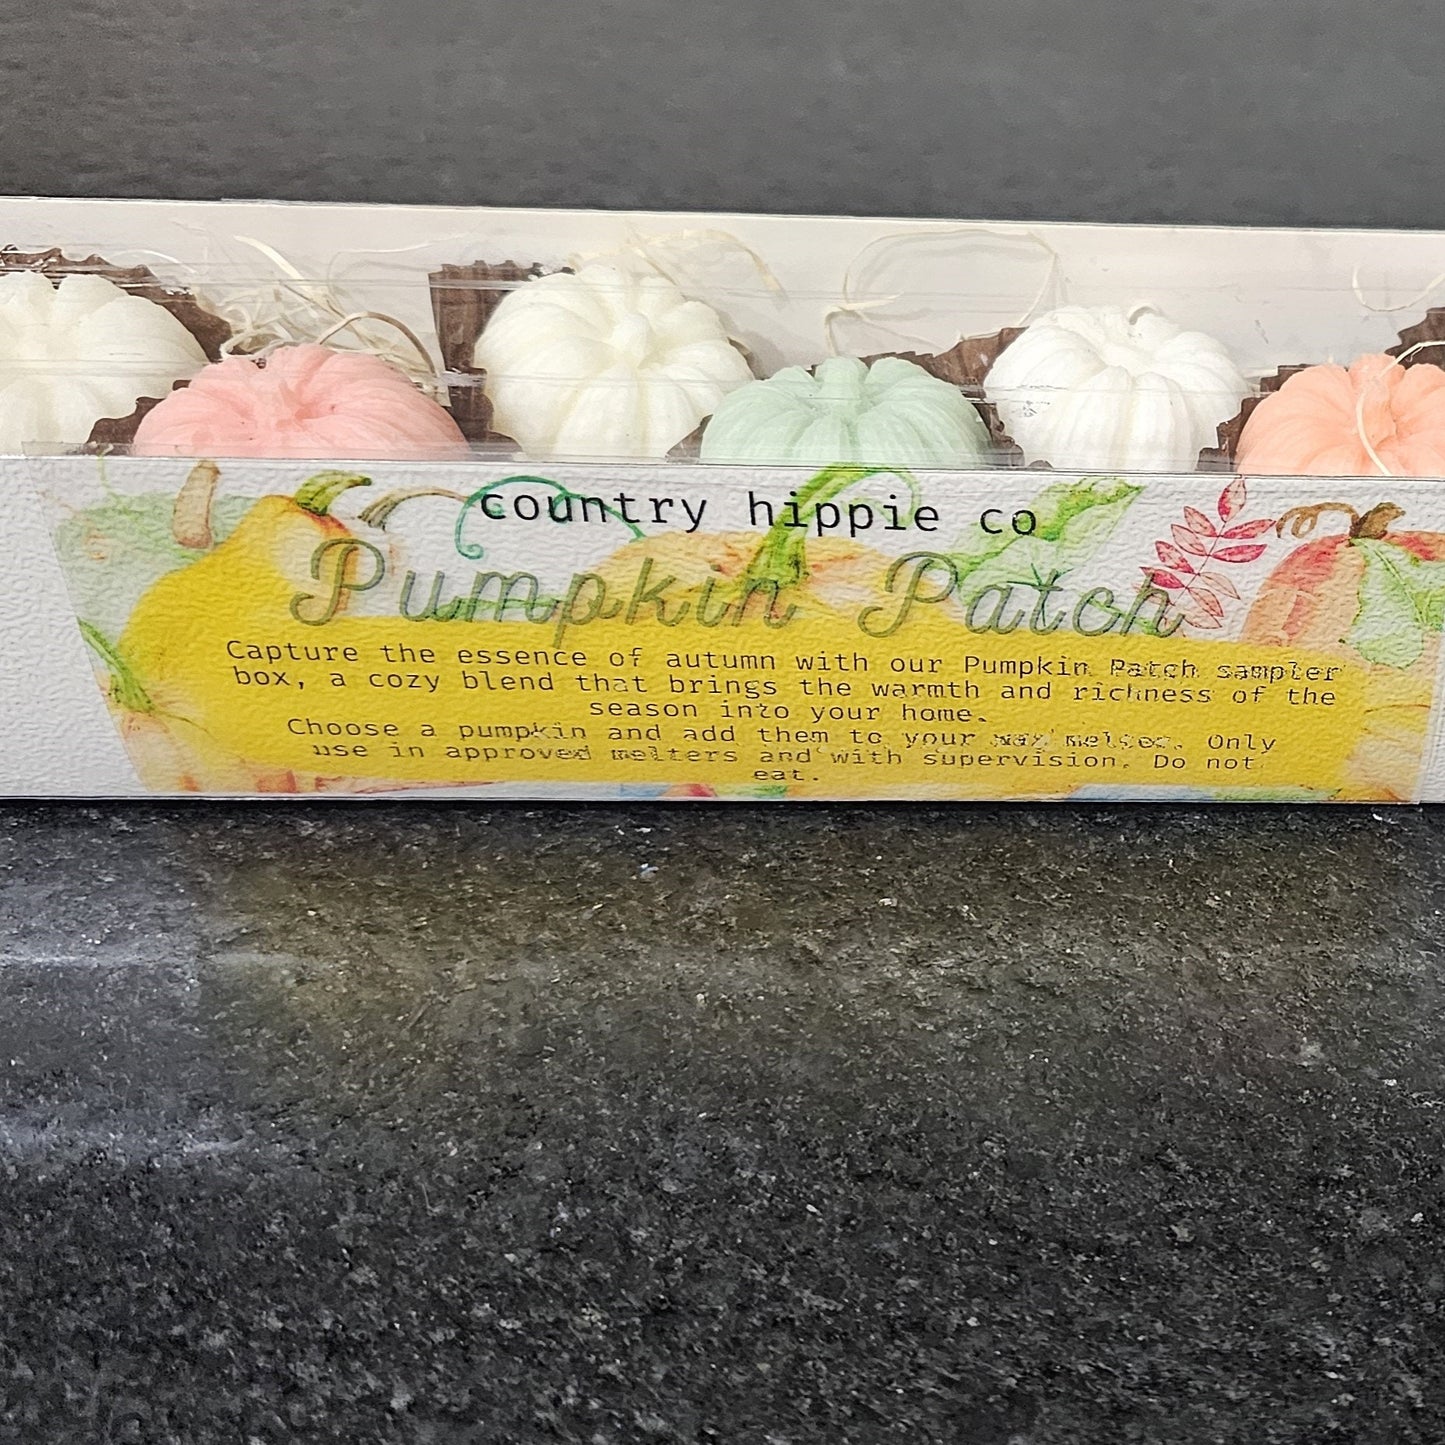 country hippie co
Pumpkin Patch
Capture the essence of autumn with our Pumpkin Patch sampler
box, a cozy blend that brings the warmth and richness of the
season into your home.
Choose a pumpkin and add them to your wax melter. Only
use in approved melters and with supervision. Do not
eat.